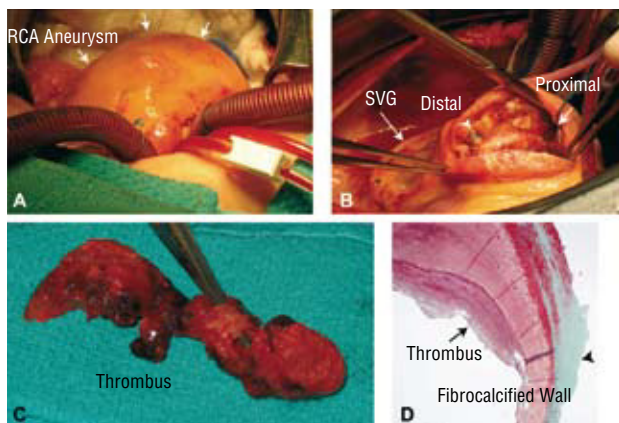 RCA Aneurysm
A
SVG
Distal
Proximal
B
Thrombus
C
Thrombus
Fibrocalcified Wall
D